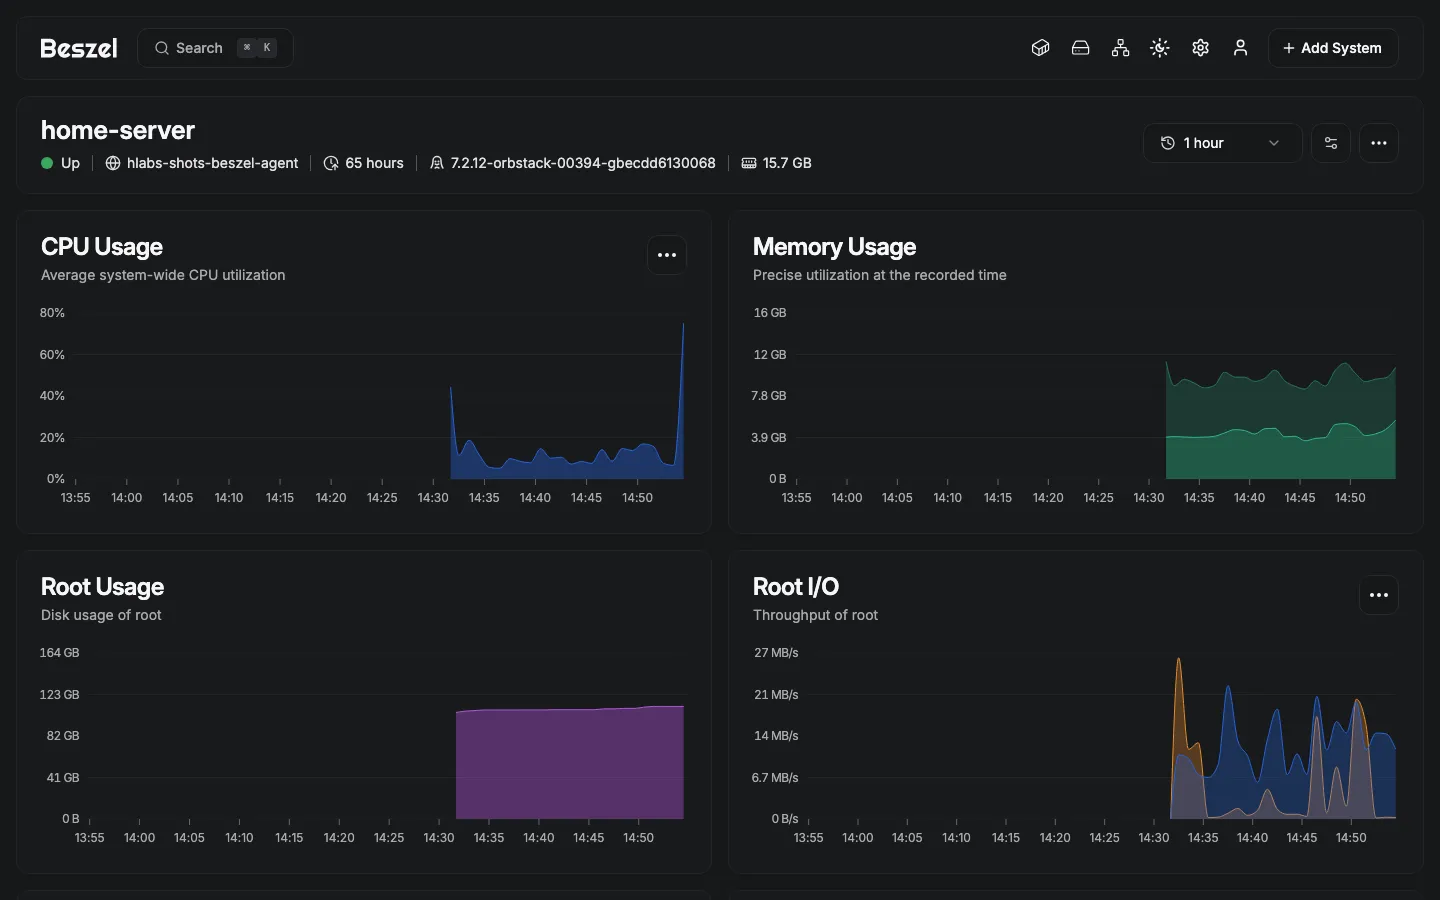 Beszel
Search ⌘ K
Add System
home-server
Up hlabs-shots-beszel-agent 65 hours 7.2.12-orbstack-00394-gbecdd6130068 15.7 GB
1 hour
CPU Usage
Average system-wide CPU utilization
80%
60%
40%
20%
0%
13:55 14:00 14:05 14:10 14:15 14:20 14:25 14:30 14:35 14:40 14:45 14:50
Memory Usage
Precise utilization at the recorded time
16 GB
12 GB
7.8 GB
3.9 GB
0 B
13:55 14:00 14:05 14:10 14:15 14:20 14:25 14:30 14:35 14:40 14:45 14:50
Root Usage
Disk usage of root
164 GB
123 GB
82 GB
41 GB
0 B
13:55 14:00 14:05 14:10 14:15 14:20 14:25 14:30 14:35 14:40 14:45 14:50
Root I/O
Throughput of root
27 MB/s
21 MB/s
14 MB/s
6.7 MB/s
0 B/s
13:55 14:00 14:05 14:10 14:15 14:20 14:25 14:30 14:35 14:40 14:45 14:50